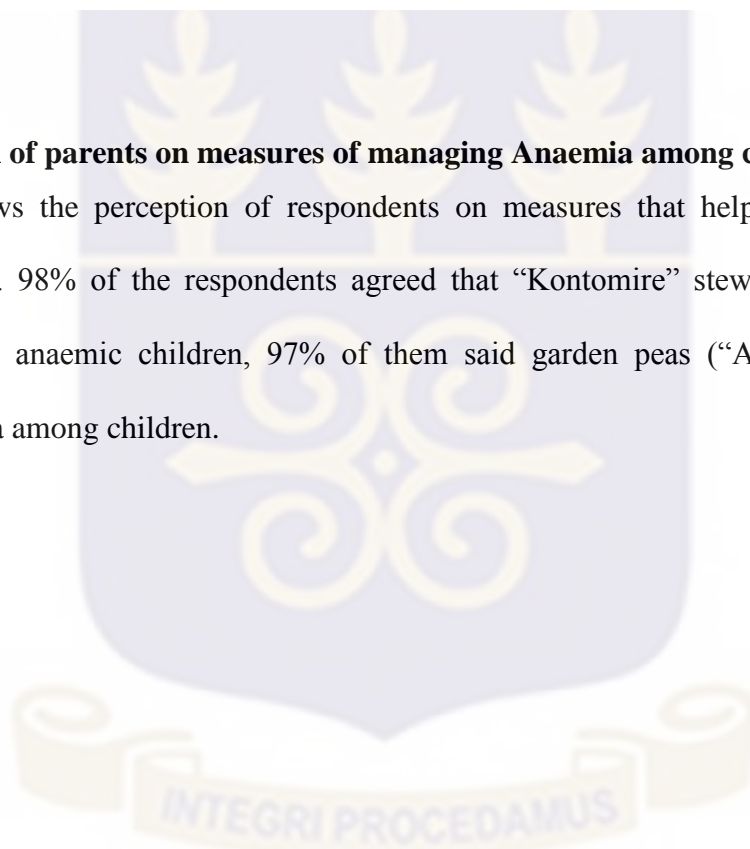 of parents on measures of managing Anaemia among
the perception of respondents on measures that help
98% of the respondents agreed that “Kontomire” stew
anaemic children, 97% of them said garden peas (“A
among children.
INTEGRI PROCEDAMUS